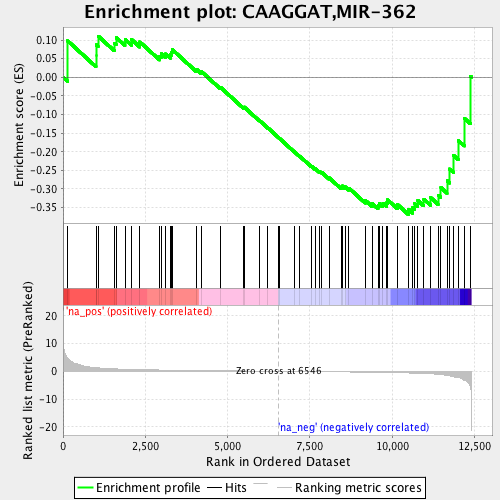 Enrichment plot: CAAGGAT,MIR-362
Enrichment score (ES)
0.10
0.05
0.00
-0.05
-0.10
-0.15
-0.20
-0.25
-0.30
-0.35
'na_pos' (positively correlated)
Ranked list metric (PreRanked)
20
10
0
-10
-20
Zero cross at 6546
'na_neg' (negatively correlated)
0
2,500
5,000
7,500
10,000
12,500
Rank in Ordered Dataset
Enrichment profile
Hits
Ranking metric scores